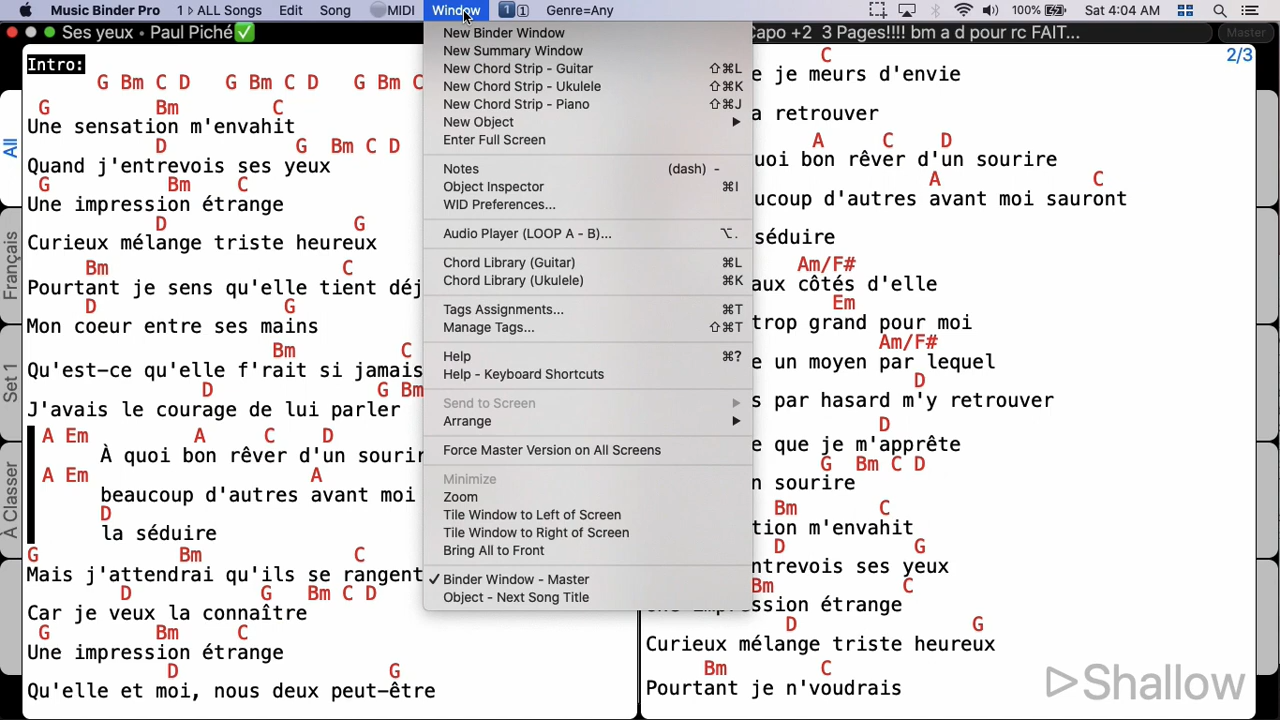 Music Binder Pro 1 ▷ ALL Songs Edit Song MIDI Window 1 1 Genre=Any 100% Sat 4:04 AM
Ses yeux • Paul Piché✅
Capo +2 3 Pages!!!! bm a d pour rc FAIT...
Master
2/3
All
Français
Set 1
A Classer
Intro:
G Bm C D G Bm C D G Bm C
G Bm C
Une sensation m'envahit
D G Bm C D
Quand j'entrevois ses yeux
G Bm C
Une impression étrange
D G
Curieux mélange triste heureux
Bm C
Pourtant je sens qu'elle tient déj
D G
Mon coeur entre ses mains
Bm C
Qu'est-ce qu'elle f'rait si jamais
D G Bm
J'avais le courage de lui parler
A Em A C D
À quoi bon rêver d'un sourir
A Em A
beaucoup d'autres avant moi
D
la séduire
G Bm C
Mais j'attendrai qu'ils se rangent
D G Bm C D
Car je veux la connaître
G Bm C
Une impression étrange
D G
Qu'elle et moi, nous deux peut-être
New Binder Window
New Summary Window
New Chord Strip - Guitar ⇧⌘L
New Chord Strip - Ukulele ⇧⌘K
New Chord Strip - Piano ⇧⌘J
New Object ▶
Enter Full Screen
Notes (dash) -
Object Inspector ⌘I
WID Preferences...
Audio Player (LOOP A - B)... ⌥.
Chord Library (Guitar) ⌘L
Chord Library (Ukulele) ⌘K
Tags Assignments... ⌘T
Manage Tags... ⇧⌘T
Help ⌘?
Help - Keyboard Shortcuts
Send to Screen ▶
Arrange ▶
Force Master Version on All Screens
Minimize
Zoom
Tile Window to Left of Screen
Tile Window to Right of Screen
Bring All to Front
✓ Binder Window - Master
Object - Next Song Title
C
e je meurs d'envie
a retrouver
A C D
uoi bon rêver d'un sourire
A C
ucoup d'autres avant moi sauront
séduire
Am/F#
aux côtés d'elle
Em
trop grand pour moi
Am/F#
e un moyen par lequel
D
s par hasard m'y retrouver
D
e que je m'apprête
G Bm C D
n sourire
Bm C
tion m'envahit
D G
ntrevois ses yeux
Bm C
Une impression étrange
D G
Curieux mélange triste heureux
Bm C
Pourtant je n'voudrais
▷Shallow